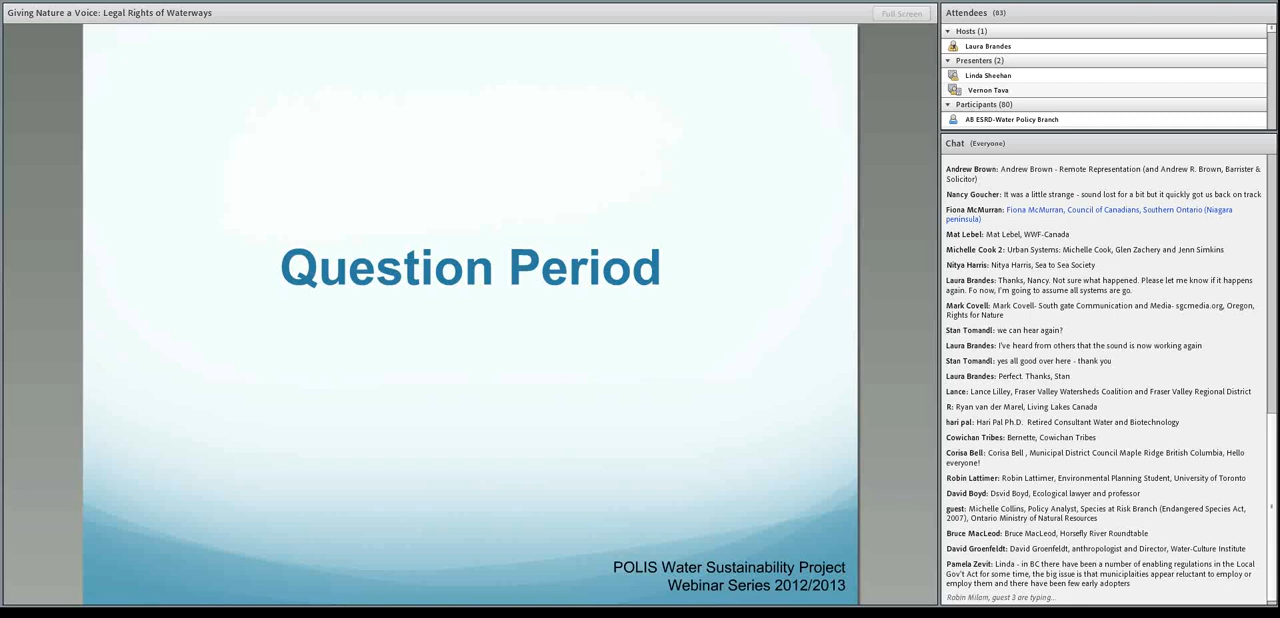 Giving Nature a Voice: Legal Rights of Waterways
Full Screen
Question Period
POLIS Water Sustainability Project
Webinar Series 2012/2013
Attendees (83)
Hosts (1)
Laura Brandes
Presenters (2)
Linda Sheehan
Vernon Tava
Participants (80)
AB ESRD-Water Policy Branch
Chat (Everyone)
Andrew Brown: Andrew Brown - Remote Representation (and Andrew R. Brown, Barrister &
Solicitor)
Nancy Goucher: It was a little strange - sound lost for a bit but it quickly got us back on track
Fiona McMurran: Fiona McMurran, Council of Canadians, Southern Ontario (Niagara
peninsula)
Mat Lebel: Mat Lebel, WWF-Canada
Michelle Cook 2: Urban Systems: Michelle Cook, Glen Zachery and Jenn Simkins
Nitya Harris: Nitya Harris, Sea to Sea Society
Laura Brandes: Thanks, Nancy. Not sure what happened. Please let me know if it happens
again. Fo now, I'm going to assume all systems are go.
Mark Covell: Mark Covell- South gate Communication and Media- sgcmedia.org, Oregon,
Rights for Nature
Stan Tomandl: we can hear again?
Laura Brandes: I've heard from others that the sound is now working again
Stan Tomandl: yes all good over here - thank you
Laura Brandes: Perfect. Thanks, Stan
Lance: Lance Lilley, Fraser Valley Watersheds Coalition and Fraser Valley Regional District
R: Ryan van der Marel, Living Lakes Canada
hari pal: Hari Pal Ph.D. Retired Consultant Water and Biotechnology
Cowichan Tribes: Bernette, Cowichan Tribes
Corisa Bell: Corisa Bell , Municipal District Council Maple Ridge British Columbia, Hello
everyone!
Robin Lattimer: Robin Lattimer, Environmental Planning Student, University of Toronto
David Boyd: Dsvid Boyd, Ecological lawyer and professor
guest: Michelle Collins, Policy Analyst, Species at Risk Branch (Endangered Species Act,
2007), Ontario Ministry of Natural Resources
Bruce MacLeod: Bruce MacLeod, Horsefly River Roundtable
David Groenfeldt: David Groenfeldt, anthropologist and Director, Water-Culture Institute
Pamela Zevit: Linda - in BC there have been a number of enabling regulations in the Local
Gov't Act for some time, the big issue is that municiplaities appear reluctant to employ or
employ them and there have been few early adopters
Robin Milam, guest 3 are typing...